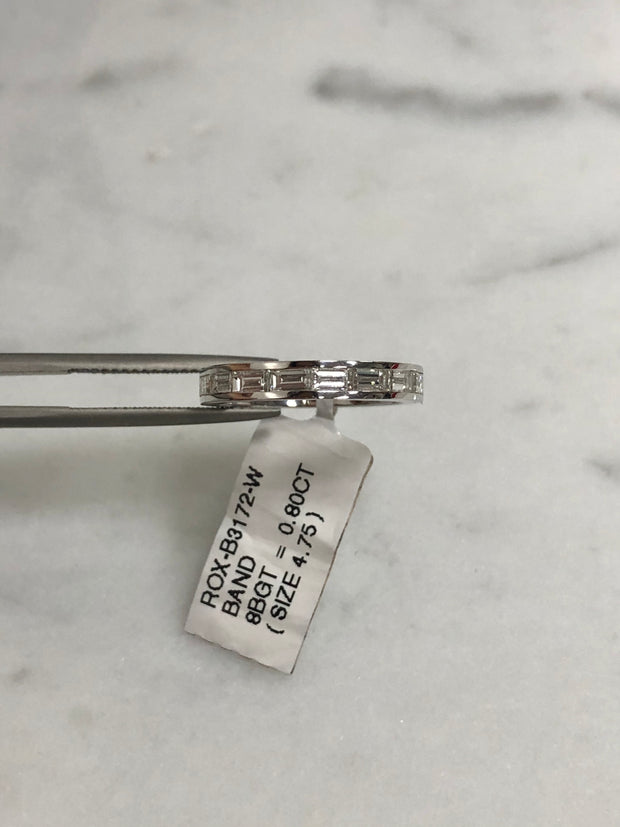 ROX-B3172-W
BAND
8BGT = 0.80CT
( SIZE 4.75 )